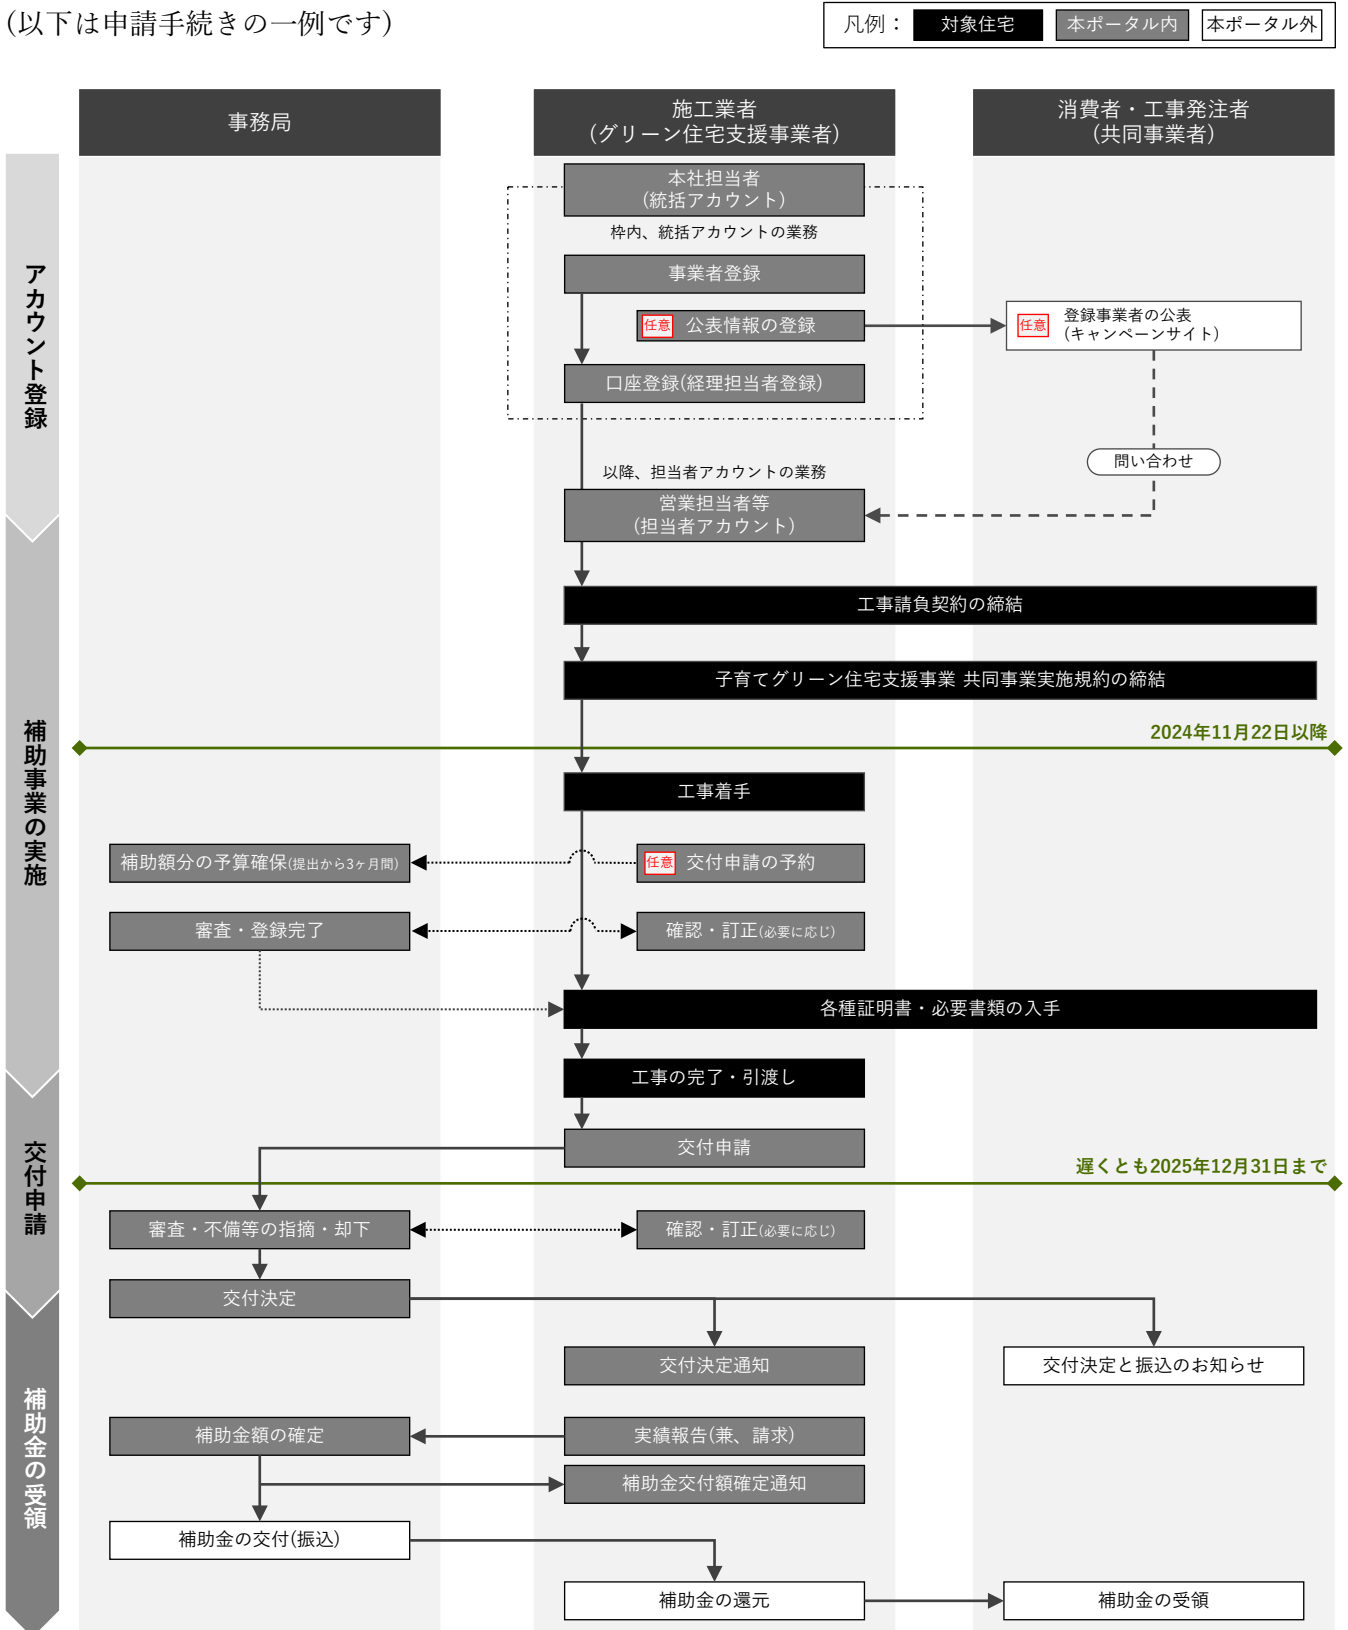 (以下は申請手続きの一例です)
凡例：
対象住宅
本ポータル内
本ポータル外
事務局
施工業者
(グリーン住宅支援事業者)
消費者・工事発注者
(共同事業者)
アカウント登録
本社担当者
(統括アカウント)
枠内、統括アカウントの業務
事業者登録
任意 公表情報の登録
任意
登録事業者の公表
(キャンペーンサイト)
口座登録(経理担当者登録)
問い合わせ
以降、担当者アカウントの業務
営業担当者等
(担当者アカウント)
補助事業の実施
工事請負契約の締結
子育てグリーン住宅支援事業 共同事業実施規約の締結
2024年11月22日以降
工事着手
補助額分の予算確保(提出から3ヶ月間)
任意 交付申請の予約
審査・登録完了
確認・訂正(必要に応じ)
各種証明書・必要書類の入手
工事の完了・引渡し
交付申請
交付申請
遅くとも2025年12月31日まで
審査・不備等の指摘・却下
確認・訂正(必要に応じ)
交付決定
補助金の受領
交付決定通知
交付決定と振込のお知らせ
補助金額の確定
実績報告(兼、請求)
補助金交付額確定通知
補助金の交付(振込)
補助金の還元
補助金の受領